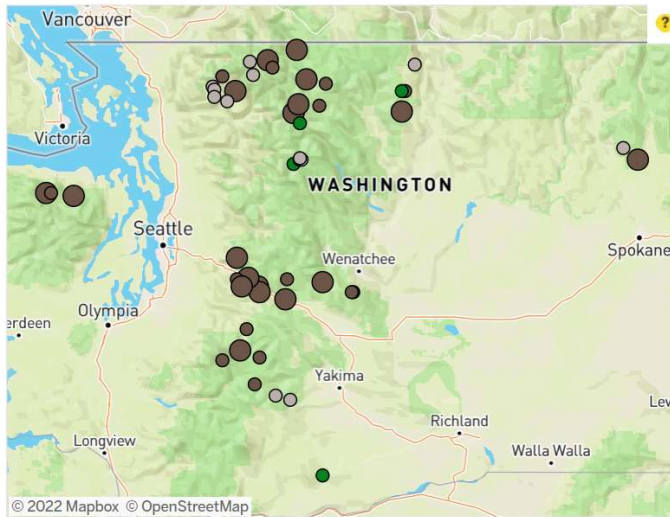 Vancouver
?
Victoria
WASHINGTON
Seattle
Spokane
Wenatchee
Olympia
erdeen
Yakima
Lew
Richland
Longview
Walla Walla
© 2022 Mapbox © OpenStreetMap